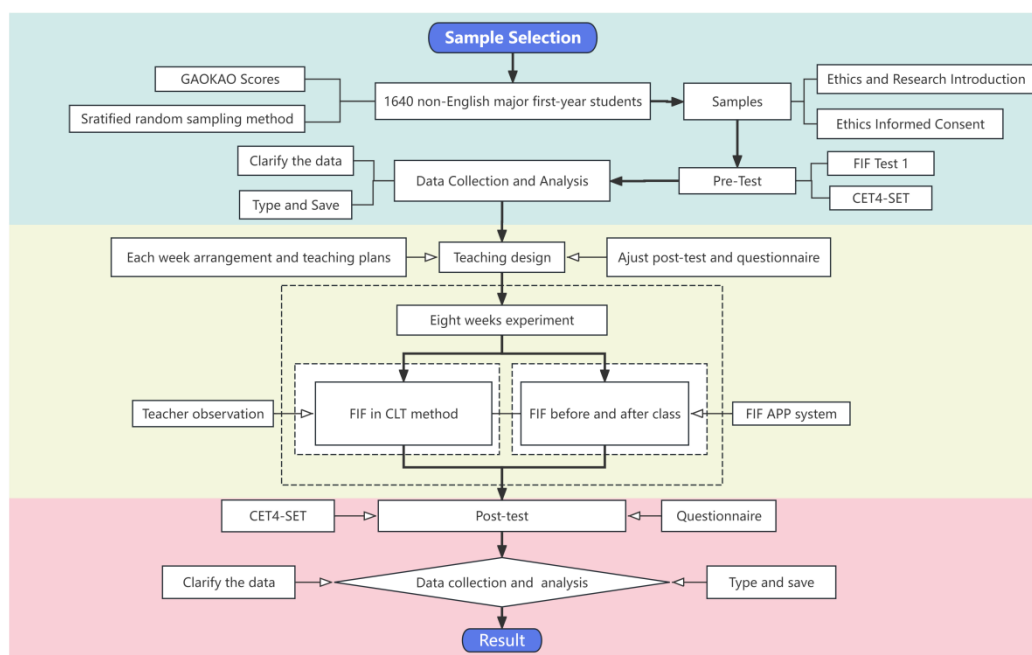 Sample Selection
GAOKAO Scores
Sratified random sampling method
1640 non-English major first-year students
Samples
Ethics and Research Introduction
Ethics Informed Consent
Clarify the data
Type and Save
Data Collection and Analysis
Pre-Test
FIF Test 1
CET4-SET
Each week arrangement and teaching plans
Teaching design
Ajust post-test and questionnaire
Eight weeks experiment
Teacher observation
FIF in CLT method
FIF before and after class
FIF APP system
CET4-SET
Post-test
Questionnaire
Clarify the data
Data collection and analysis
Type and save
Result